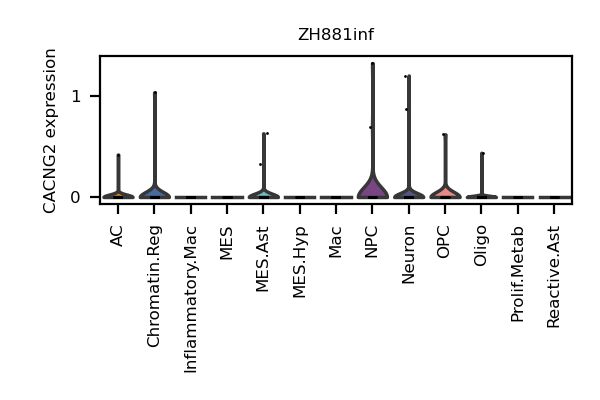 ZH881inf
CACNG2 expression
1
0
AC
Chromatin.Reg
Inflammatory.Mac
MES
MES.Ast
MES.Hyp
Mac
NPC
Neuron
OPC
Oligo
Prolif.Metab
Reactive.Ast